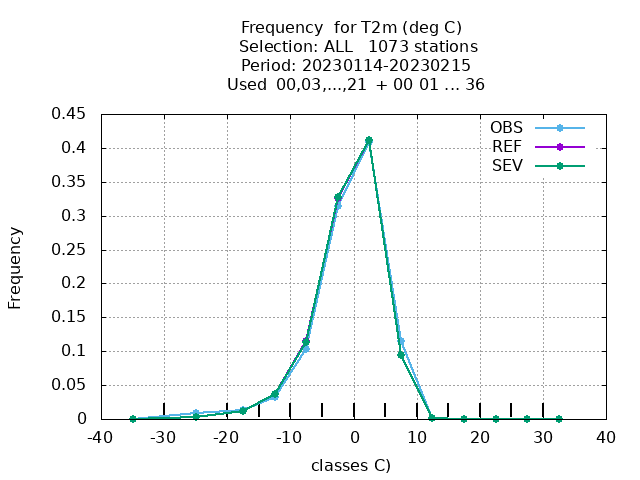 Frequency  for T2m (deg C)
Selection: ALL   1073 stations
Period: 20230114-20230215
Used  00,03,...,21  + 00 01 ... 36
0.45
0.4
0.35
0.3
0.25
0.2
0.15
0.1
0.05
0
Frequency
OBS
REF
SEV
-40 -30 -20 -10 0 10 20 30 40
classes C)